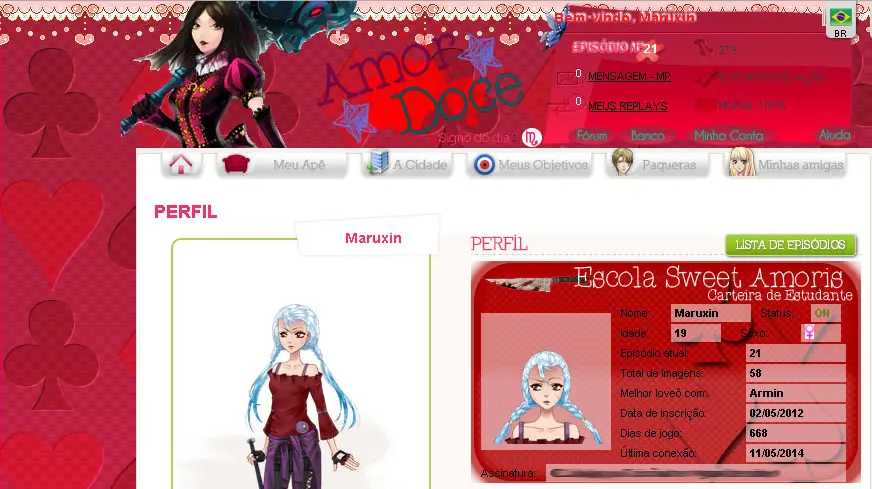 Bem-vindo, Maruxin
EPISÓDIO Nº 21
Amor
Doce
0 MENSAGEM - MP
0 MEUS REPLAYS
Signo do dia :
Fórum Banco Minha Conta Ajuda
Meu Apê A Cidade Meus Objetivos Paqueras Minhas amigas
PERFIL
Maruxin
PERFIL
LISTA DE EPISÓDIOS
Escola Sweet Amoris
Carteira de Estudante
Nome: Maruxin Status: ON
Idade: 19 Sexo:
Episódio atual: 21
Total de imagens: 58
Melhor loveô com: Armin
Data de inscrição: 02/05/2012
Dias de jogo: 668
Última conexão: 11/05/2014
Assinatura:
BR